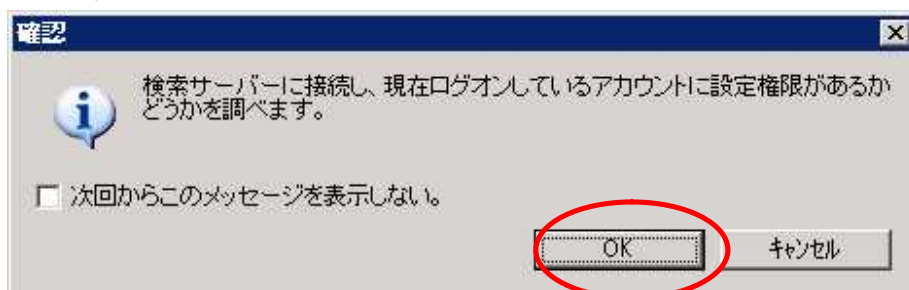 確認
検索サーバーに接続し、現在ログオンしているアカウントに設定権限があるか
どうかを調べます。
次回からこのメッセージを表示しない。
OK
キャンセル